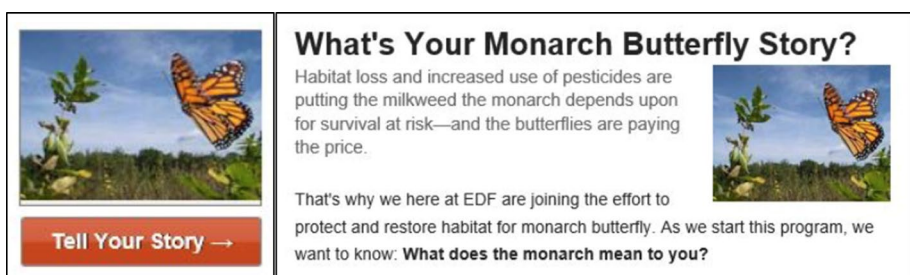 Tell Your Story →
What's Your Monarch Butterfly Story?
Habitat loss and increased use of pesticides are
putting the milkweed the monarch depends upon
for survival at risk—and the butterflies are paying
the price.
That's why we here at EDF are joining the effort to
protect and restore habitat for monarch butterfly. As we start this program, we
want to know: What does the monarch mean to you?